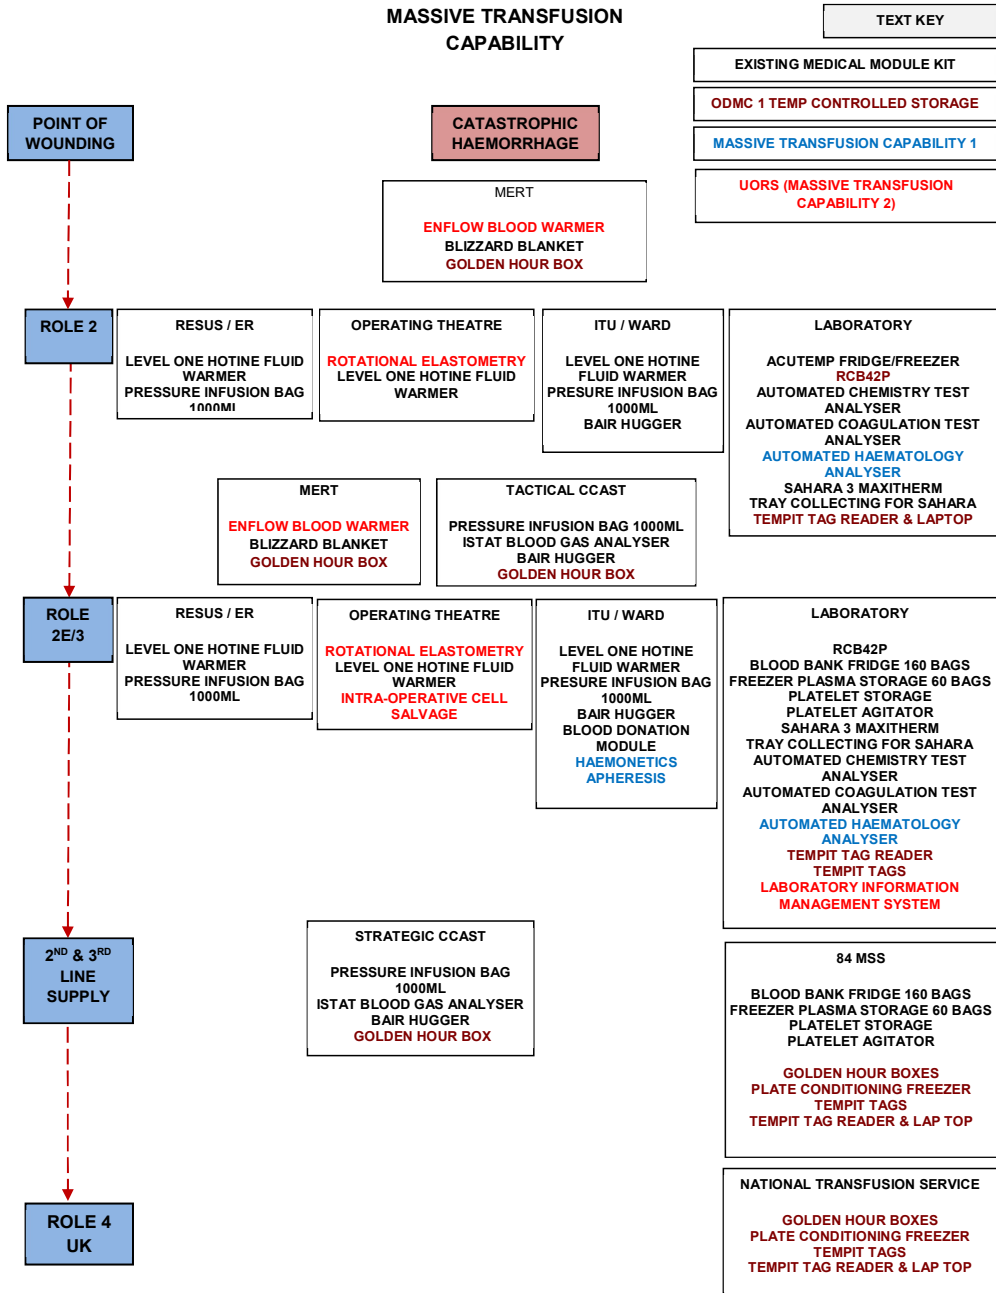 MASSIVE TRANSFUSION
CAPABILITY
TEXT KEY
EXISTING MEDICAL MODULE KIT
ODMC 1 TEMP CONTROLLED STORAGE
MASSIVE TRANSFUSION CAPABILITY 1
UORS (MASSIVE TRANSFUSION
CAPABILITY 2)
POINT OF
WOUNDING
CATASTROPHIC
HAEMORRHAGE
MERT
ENFLOW BLOOD WARMER
BLIZZARD BLANKET
GOLDEN HOUR BOX
ROLE 2
RESUS / ER
LEVEL ONE HOTINE FLUID
WARMER
PRESSURE INFUSION BAG
1000ML
OPERATING THEATRE
ROTATIONAL ELASTOMETRY
LEVEL ONE HOTINE FLUID
WARMER
ITU / WARD
LEVEL ONE HOTINE
FLUID WARMER
PRESURE INFUSION BAG
1000ML
BAIR HUGGER
LABORATORY
ACUTEMP FRIDGE/FREEZER
RCB42P
AUTOMATED CHEMISTRY TEST
ANALYSER
AUTOMATED COAGULATION TEST
ANALYSER
AUTOMATED HAEMATOLOGY
ANALYSER
SAHARA 3 MAXITHERM
TRAY COLLECTING FOR SAHARA
TEMPIT TAG READER & LAPTOP
MERT
ENFLOW BLOOD WARMER
BLIZZARD BLANKET
GOLDEN HOUR BOX
TACTICAL CCAST
PRESSURE INFUSION BAG 1000ML
ISTAT BLOOD GAS ANALYSER
BAIR HUGGER
GOLDEN HOUR BOX
ROLE
2E/3
RESUS / ER
LEVEL ONE HOTINE FLUID
WARMER
PRESSURE INFUSION BAG
1000ML
OPERATING THEATRE
ROTATIONAL ELASTOMETRY
LEVEL ONE HOTINE FLUID
WARMER
INTRA-OPERATIVE CELL
SALVAGE
ITU / WARD
LEVEL ONE HOTINE
FLUID WARMER
PRESURE INFUSION BAG
1000ML
BAIR HUGGER
BLOOD DONATION
MODULE
HAEMONETICS
APHERESIS
LABORATORY
RCB42P
BLOOD BANK FRIDGE 160 BAGS
FREEZER PLASMA STORAGE 60 BAGS
PLATELET STORAGE
PLATELET AGITATOR
SAHARA 3 MAXITHERM
TRAY COLLECTING FOR SAHARA
AUTOMATED CHEMISTRY TEST
ANALYSER
AUTOMATED COAGULATION TEST
ANALYSER
AUTOMATED HAEMATOLOGY
ANALYSER
TEMPIT TAG READER
TEMPIT TAGS
LABORATORY INFORMATION
MANAGEMENT SYSTEM
2ND & 3RD
LINE
SUPPLY
STRATEGIC CCAST
PRESSURE INFUSION BAG
1000ML
ISTAT BLOOD GAS ANALYSER
BAIR HUGGER
GOLDEN HOUR BOX
84 MSS
BLOOD BANK FRIDGE 160 BAGS
FREEZER PLASMA STORAGE 60 BAGS
PLATELET STORAGE
PLATELET AGITATOR
GOLDEN HOUR BOXES
PLATE CONDITIONING FREEZER
TEMPIT TAGS
TEMPIT TAG READER & LAP TOP
ROLE 4
UK
NATIONAL TRANSFUSION SERVICE
GOLDEN HOUR BOXES
PLATE CONDITIONING FREEZER
TEMPIT TAGS
TEMPIT TAG READER & LAP TOP